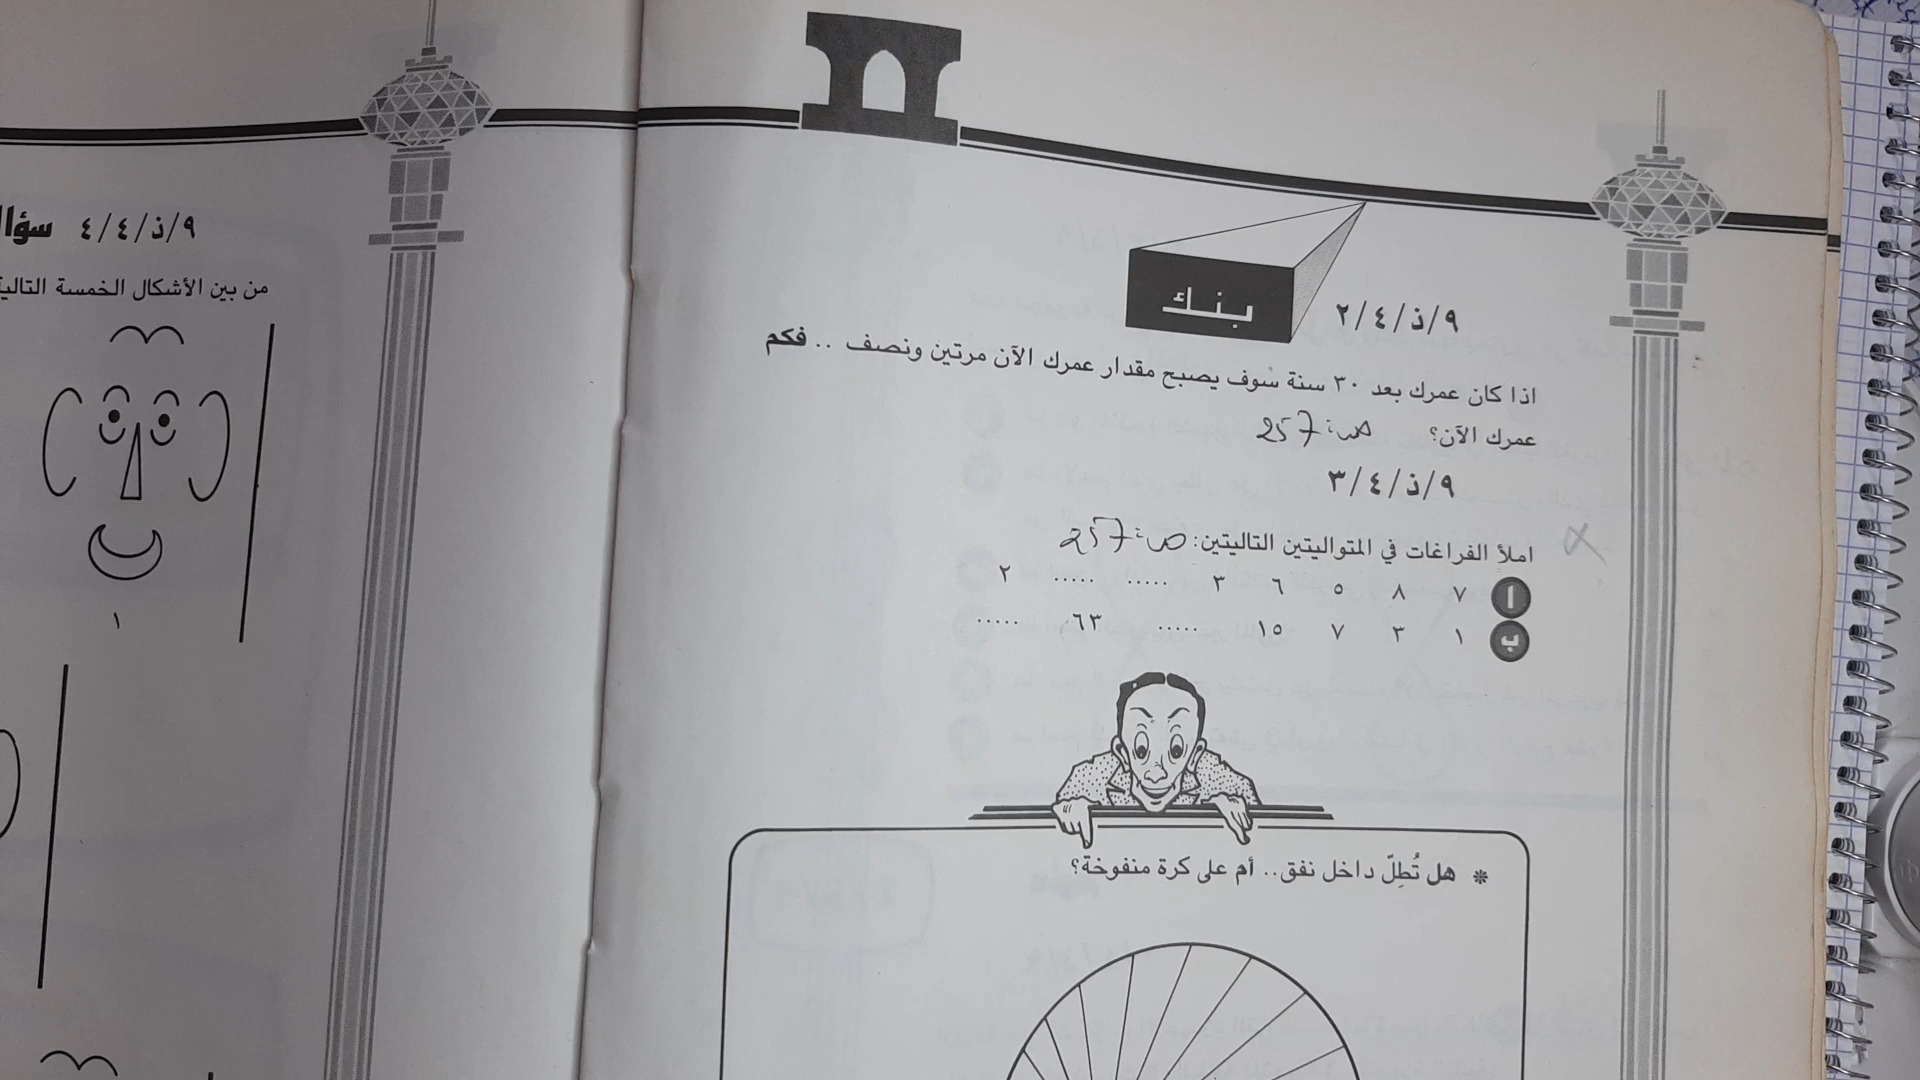 بنك
٩/ذ/٤/٢
اذا كان عمرك بعد ٣٠ سنة سوف يصبح مقدار عمرك الآن مرتين ونصف .. فكم
عمرك الآن؟ ص: 257
٩/ذ/٤/٣
املأ الفراغات في المتواليتين التاليتين: ص: 257
أ ٧ ٨ ٥ ٦ ٣ ..... ..... ٢
ب ١ ٣ ٧ ١٥ ..... ٦٣ .....
* هل تُطِلّ داخل نفق.. أم على كرة منفوخة؟
٩/ذ/٤/٤
من بين الأشكال الخمسة
١